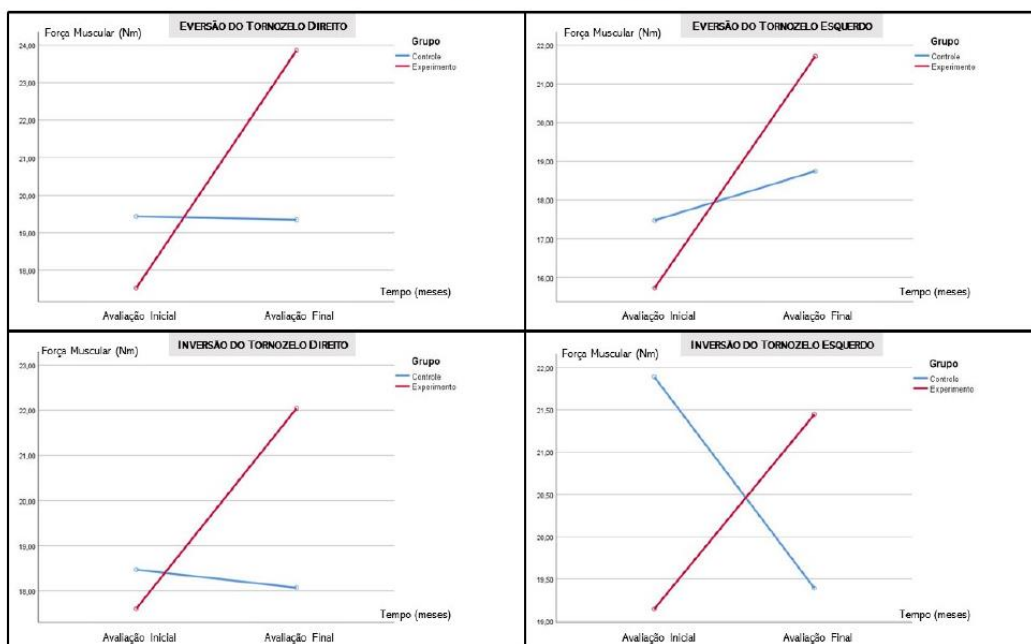 EVERSÃO DO TORNOZELO DIREITO
Força Muscular (Nm)
24,00
23,00
22,00
21,00
20,00
19,00
18,00
Grupo
Controle
Experimento
Tempo (meses)
Avaliação Inicial
Avaliação Final
EVERSÃO DO TORNOZELO ESQUERDO
Força Muscular (Nm)
22,00
21,00
20,00
19,00
18,00
17,00
16,00
Grupo
Controle
Experimento
Tempo (meses)
Avaliação Inicial
Avaliação Final
INVERSÃO DO TORNOZELO DIREITO
Força Muscular (Nm)
23,00
22,00
21,00
20,00
18,00
18,00
Grupo
Controle
Experimento
Tempo (meses)
Avaliação Inicial
Avaliação Final
INVERSÃO DO TORNOZELO ESQUERDO
Força Muscular (Nm)
22,00
21,50
21,00
20,50
20,00
19,50
19,00
Grupo
Controle
Experimento
Tempo (meses)
Avaliação Inicial
Avaliação Final